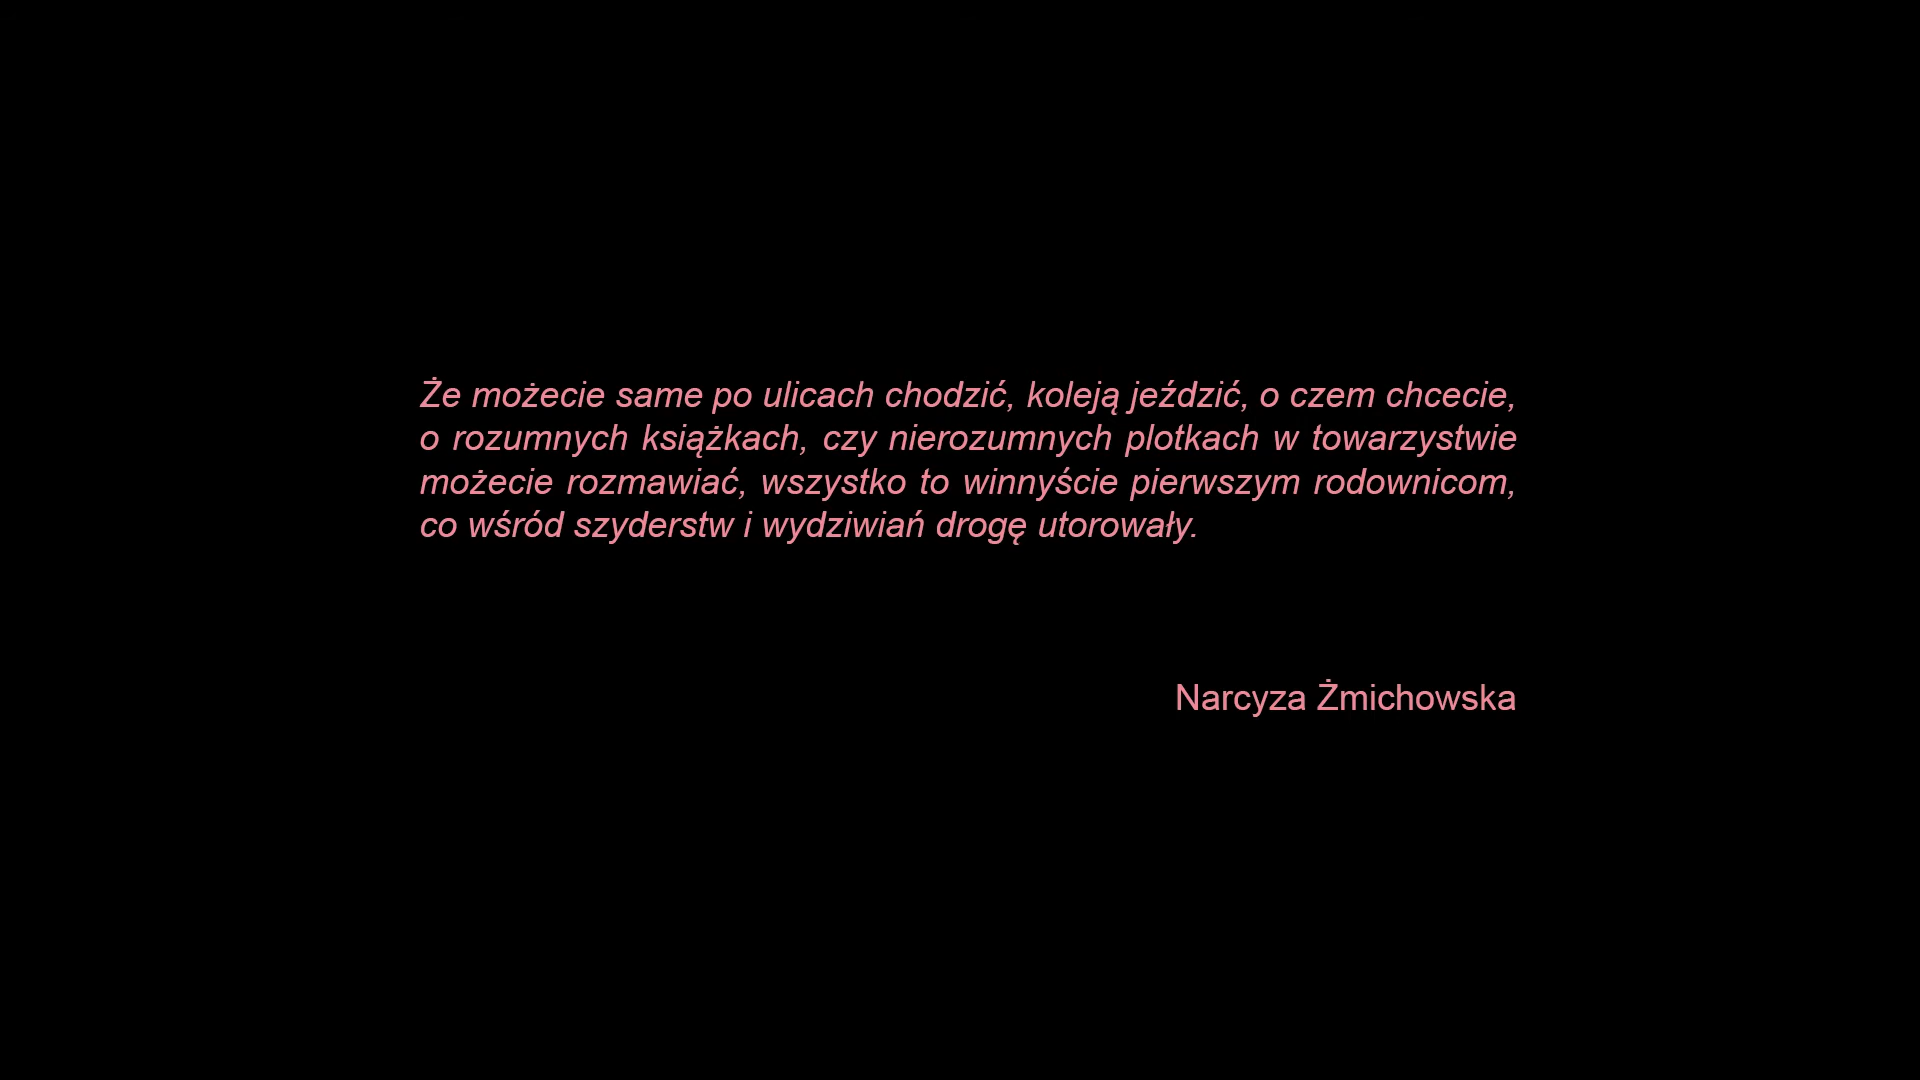 Że możecie same po ulicach chodzić, koleją jeździć, o czem chcecie,
o rozumnych książkach, czy nierozumnych plotkach w towarzystwie
możecie rozmawiać, wszystko to winnyście pierwszym rodownicom,
co wśród szyderstw i wydziwiań drogę utorowały.
Narcyza Żmichowska